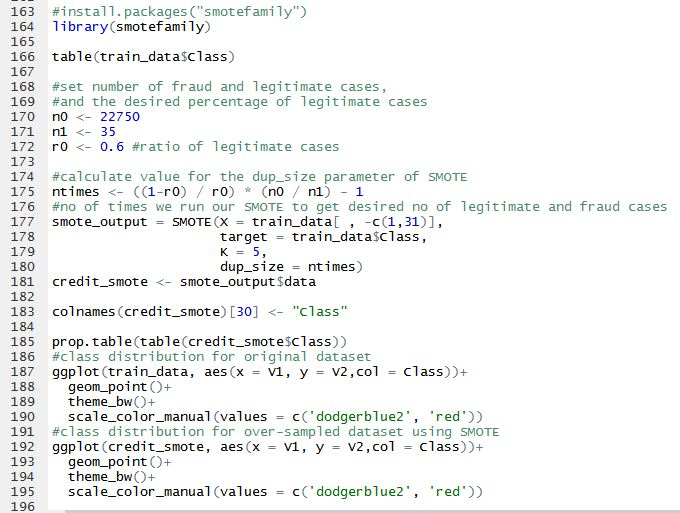 163 #install.packages("smotefamily")
164 library(smotefamily)
165
166 table(train_data$Class)
167
168 #set number of fraud and legitimate cases,
169 #and the desired percentage of legitimate cases
170 n0 <- 22750
171 n1 <- 35
172 r0 <- 0.6 #ratio of legitimate cases
173
174 #calculate value for the dup_size parameter of SMOTE
175 ntimes <- ((1-r0) / r0) * (n0 / n1) - 1
176 #no of times we run our SMOTE to get desired no of legitimate and fraud cases
177 smote_output = SMOTE(X = train_data[ , -c(1,31)],
178                      target = train_data$Class,
179                      K = 5,
180                      dup_size = ntimes)
181 credit_smote <- smote_output$data
182
183 colnames(credit_smote)[30] <- "Class"
184
185 prop.table(table(credit_smote$Class))
186 #class distribution for original dataset
187 ggplot(train_data, aes(x = V1, y = V2,col = Class))+
188   geom_point()+
189   theme_bw()+
190   scale_color_manual(values = c('dodgerblue2', 'red'))
191 #class distribution for over-sampled dataset using SMOTE
192 ggplot(credit_smote, aes(x = V1, y = V2,col = Class))+
193   geom_point()+
194   theme_bw()+
195   scale_color_manual(values = c('dodgerblue2', 'red'))
196